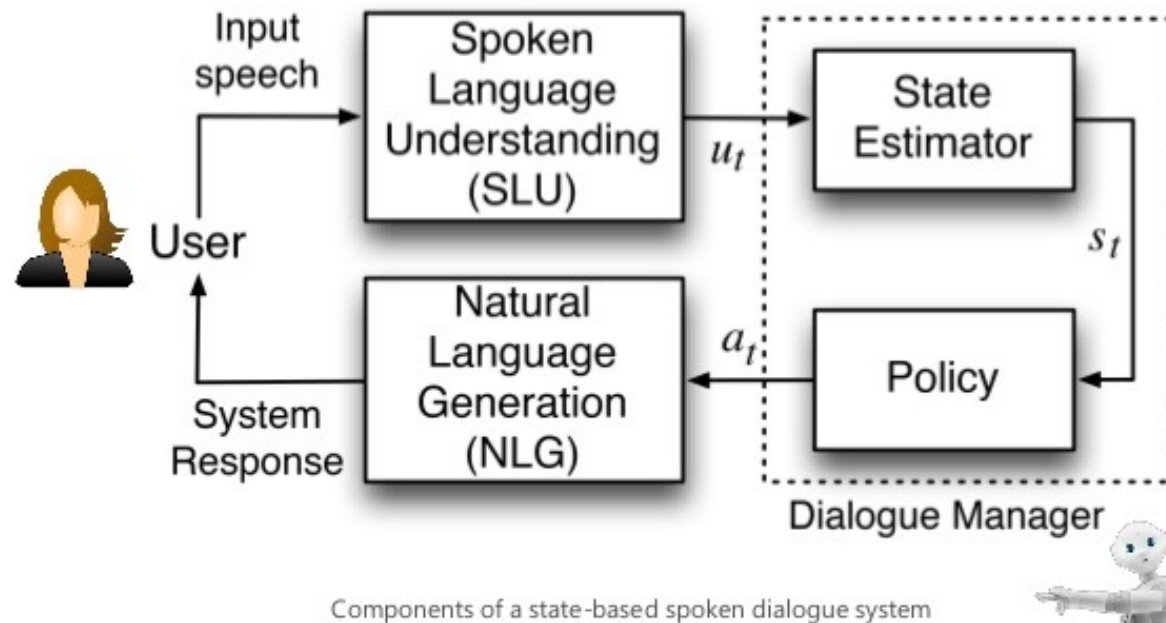 Input
speech
Spoken
Language
Understanding
(SLU)
u_t
State
Estimator
s_t
User
Natural
Language
Generation
(NLG)
a_t
Policy
System
Response
Dialogue Manager
Components of a state-based spoken dialogue system